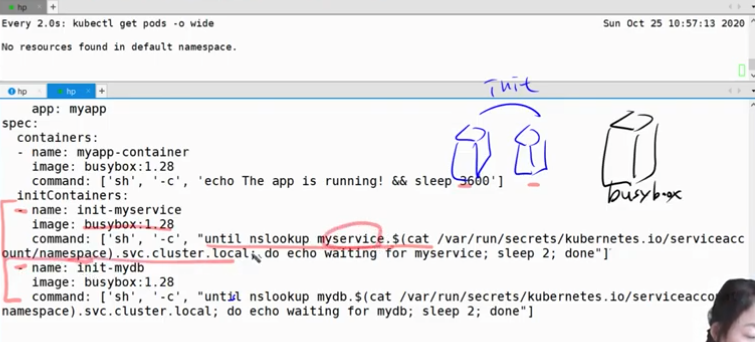 hp
Every 2.0s: kubectl get pods -o wide
Sun Oct 25 10:57:13 2020
No resources found in default namespace.
hp
hp
app: myapp
spec:
containers:
- name: myapp-container
image: busybox:1.28
command: ['sh', '-c', 'echo The app is running! && sleep 3600']
initContainers:
- name: init-myservice
image: busybox:1.28
command: ['sh', '-c', "until nslookup myservice.$(cat /var/run/secrets/kubernetes.io/serviceacc
ount/namespace).svc.cluster.local; do echo waiting for myservice; sleep 2; done"]
- name: init-mydb
image: busybox:1.28
command: ['sh', '-c', "until nslookup mydb.$(cat /var/run/secrets/kubernetes.io/serviceacco
namespace).svc.cluster.local; do echo waiting for mydb; sleep 2; done"]
init
busybox